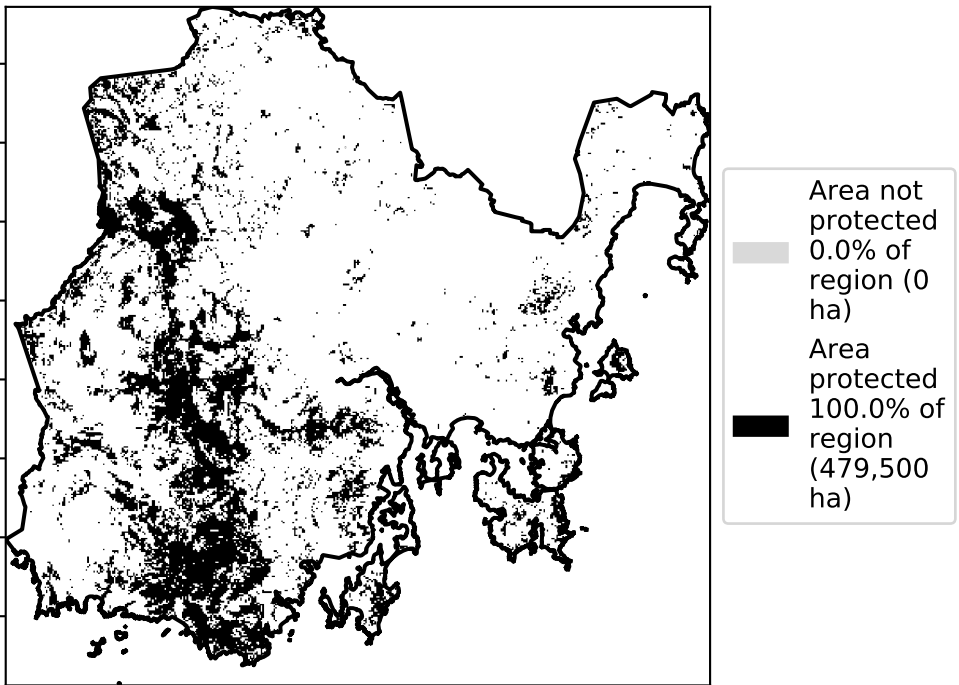 Area not
protected
0.0% of
region (0
ha)
Area
protected
100.0% of
region
(479,500
ha)